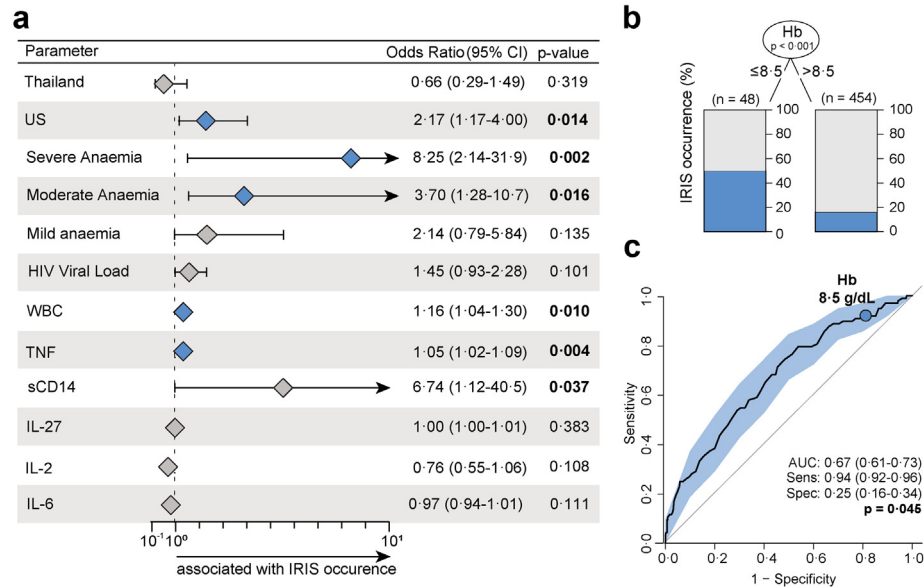 a
Parameter Odds Ratio (95% CI) p-value
Thailand 0·66 (0·29-1·49) 0·319
US 2·17 (1·17-4·00) 0·014
Severe Anaemia 8·25 (2·14-31·9) 0·002
Moderate Anaemia 3·70 (1·28-10·7) 0·016
Mild anaemia 2·14 (0·79-5·84) 0·135
HIV Viral Load 1·45 (0·93-2·28) 0·101
WBC 1·16 (1·04-1·30) 0·010
TNF 1·05 (1·02-1·09) 0·004
sCD14 6·74 (1·12-40·5) 0·037
IL-27 1·00 (1·00-1·01) 0·383
IL-2 0·76 (0·55-1·06) 0·108
IL-6 0·97 (0·94-1·01) 0·111
10⁻¹ 10⁰ 10¹
associated with IRIS occurence
b
Hb
p < 0·001
≤8·5 >8·5
(n = 48) (n = 454)
IRIS occurrence (%)
100 100
80 80
60 60
40 40
20 20
0 0
c
Hb
8·5 g/dL
Sensitivity
1·0
0·8
0·6
0·4
0·2
0·0
AUC: 0·67 (0·61-0·73)
Sens: 0·94 (0·92-0·96)
Spec: 0·25 (0·16-0·34)
p = 0·045
0·0 0·2 0·4 0·6 0·8 1·0
1 − Specificity